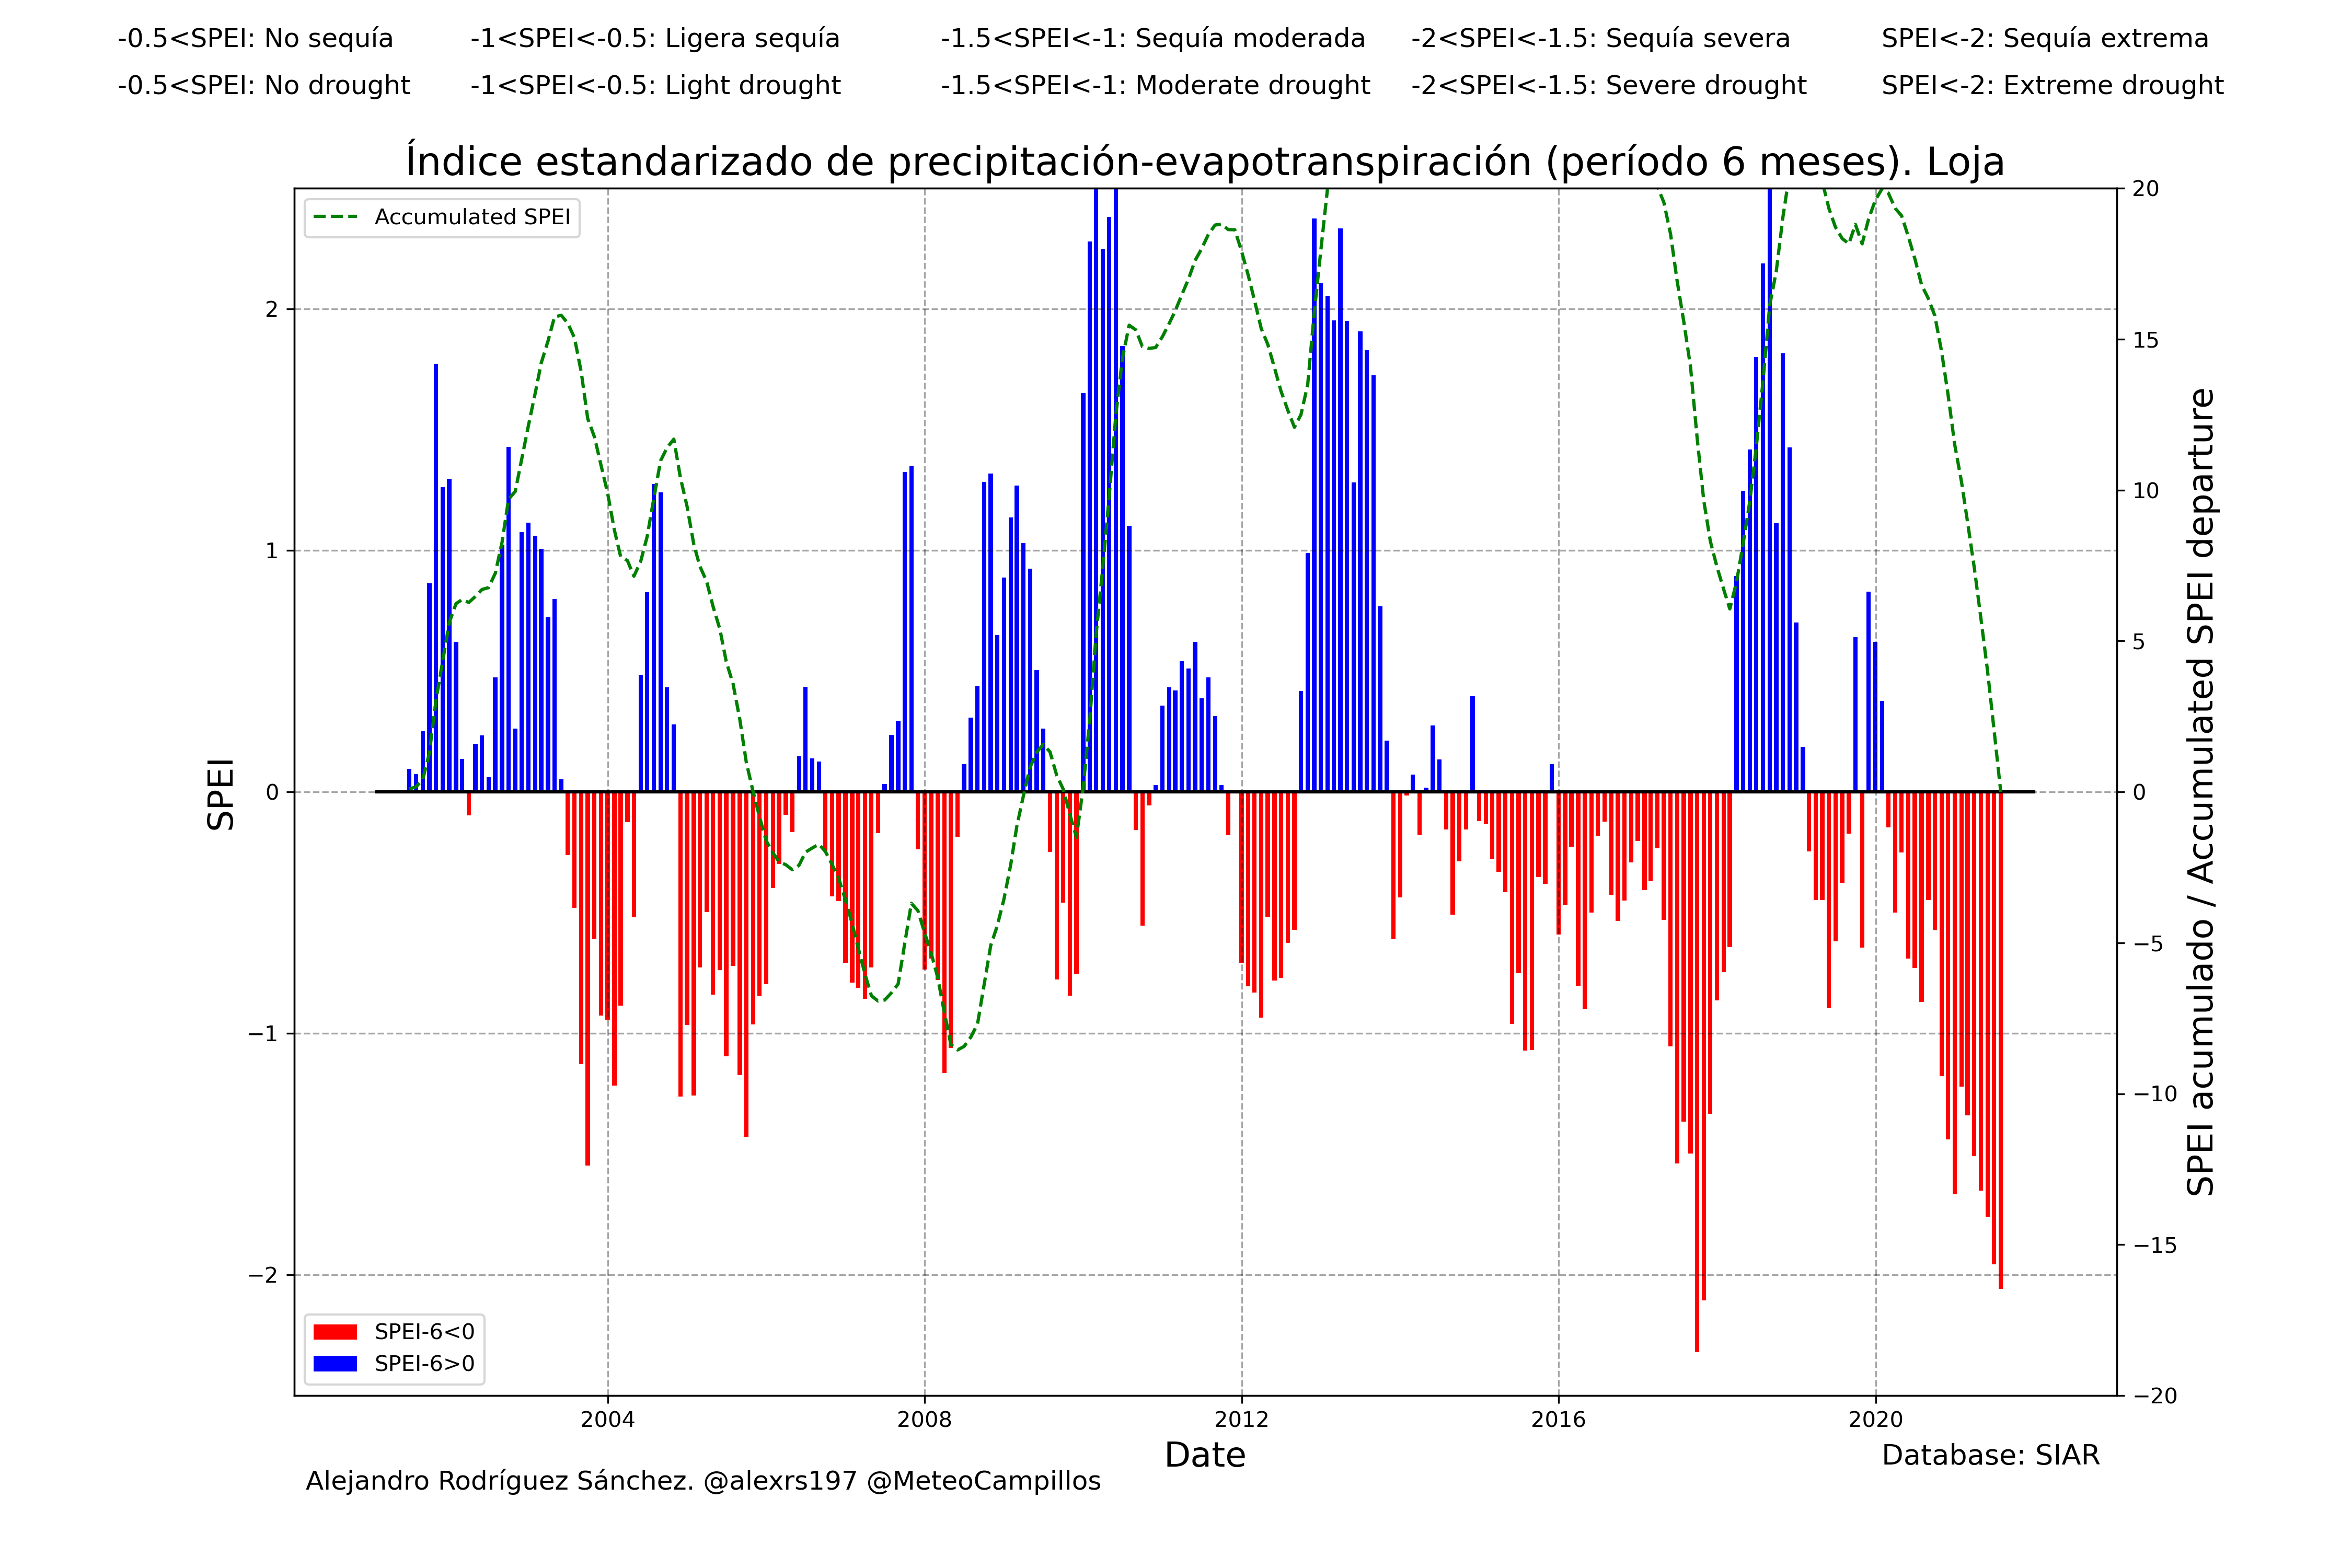 -0.5<SPEI: No sequía -1<SPEI<-0.5: Ligera sequía -1.5<SPEI<-1: Sequía moderada -2<SPEI<-1.5: Sequía severa SPEI<-2: Sequía extrema
-0.5<SPEI: No drought -1<SPEI<-0.5: Light drought -1.5<SPEI<-1: Moderate drought -2<SPEI<-1.5: Severe drought SPEI<-2: Extreme drought
Índice estandarizado de precipitación-evapotranspiración (período 6 meses). Loja
Accumulated SPEI
SPEI
2
1
0
−1
−2
20
15
10
5
0
−5
−10
−15
−20
SPEI acumulado / Accumulated SPEI departure
SPEI-6<0
SPEI-6>0
2004 2008 2012 2016 2020
Date
Database: SIAR
Alejandro Rodríguez Sánchez. @alexrs197 @MeteoCampillos